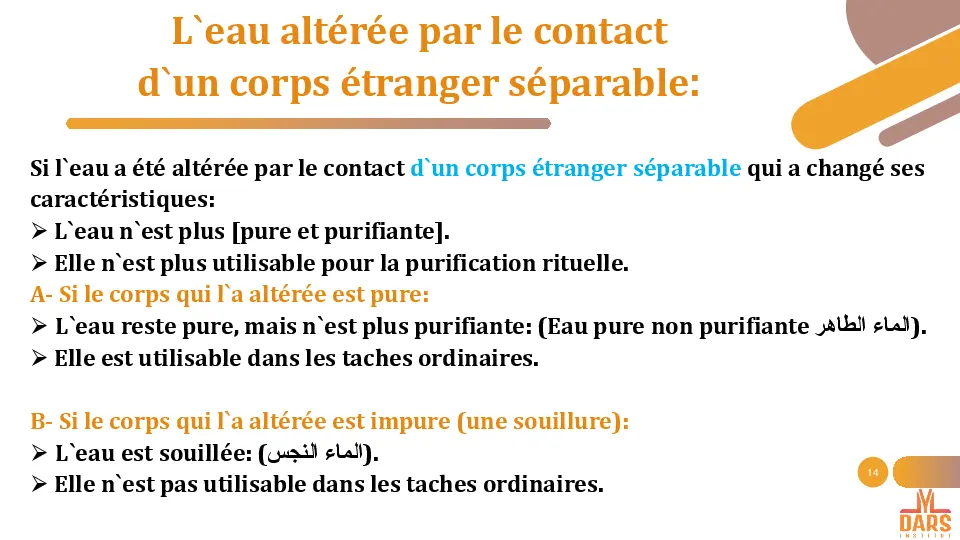 L`eau altérée par le contact
d`un corps étranger séparable:
Si l`eau a été altérée par le contact d`un corps étranger séparable qui a changé ses
caractéristiques:
➢ L`eau n`est plus [pure et purifiante].
➢ Elle n`est plus utilisable pour la purification rituelle.
A- Si le corps qui l`a altérée est pure:
➢ L`eau reste pure, mais n`est plus purifiante: (Eau pure non purifiante الماء الطاهر).
➢ Elle est utilisable dans les taches ordinaires.
B- Si le corps qui l`a altérée est impure (une souillure):
➢ L`eau est souillée: (الماء النجس).
➢ Elle n`est pas utilisable dans les taches ordinaires.
14
DARS
INSTITUT